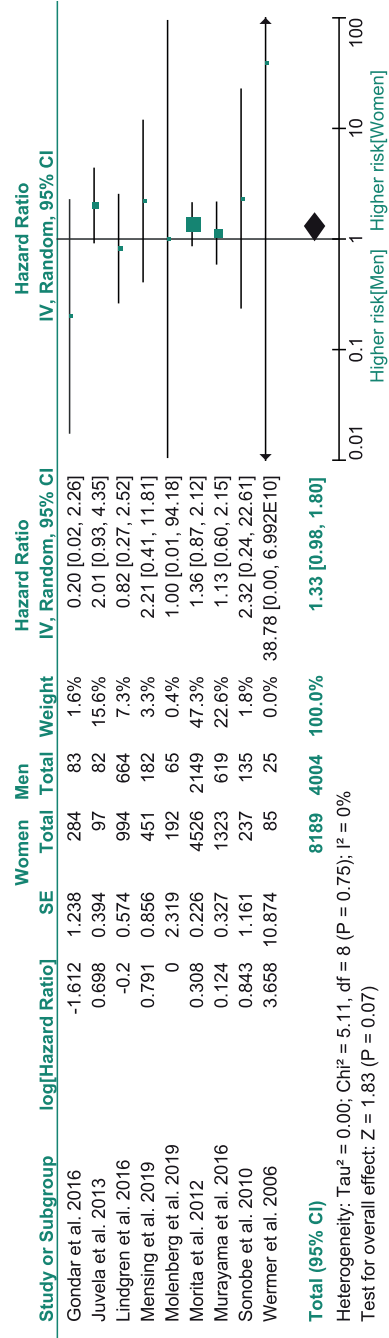 Women Men Hazard Ratio Hazard Ratio
Study or Subgroup log[Hazard Ratio] SE Total Total Weight IV, Random, 95% CI IV, Random, 95% CI
Gondar et al. 2016 -1.612 1.238 284 83 1.6% 0.20 [0.02, 2.26]
Juvela et al. 2013 0.698 0.394 97 82 15.6% 2.01 [0.93, 4.35]
Lindgren et al. 2016 -0.2 0.574 994 664 7.3% 0.82 [0.27, 2.52]
Mensing et al. 2019 0.791 0.856 451 182 3.3% 2.21 [0.41, 11.81]
Molenberg et al. 2019 0 2.319 192 65 0.4% 1.00 [0.01, 94.18]
Morita et al. 2012 0.308 0.226 4526 2149 47.3% 1.36 [0.87, 2.12]
Murayama et al. 2016 0.124 0.327 1323 619 22.6% 1.13 [0.60, 2.15]
Sonobe et al. 2010 0.843 1.161 237 135 1.8% 2.32 [0.24, 22.61]
Wermer et al. 2006 3.658 10.874 85 25 0.0% 38.78 [0.00, 6.992E10]
Total (95% CI) 8189 4004 100.0% 1.33 [0.98, 1.80]
Heterogeneity: Tau² = 0.00; Chi² = 5.11, df = 8 (P = 0.75); I² = 0%
Test for overall effect: Z = 1.83 (P = 0.07)
0.01 0.1 1 10 100
Higher risk[Men] Higher risk[Women]